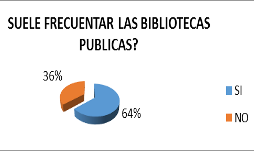 SUELE FRECUENTAR LAS BIBLIOTECAS
PUBLICAS?
36%
64%
SI
NO